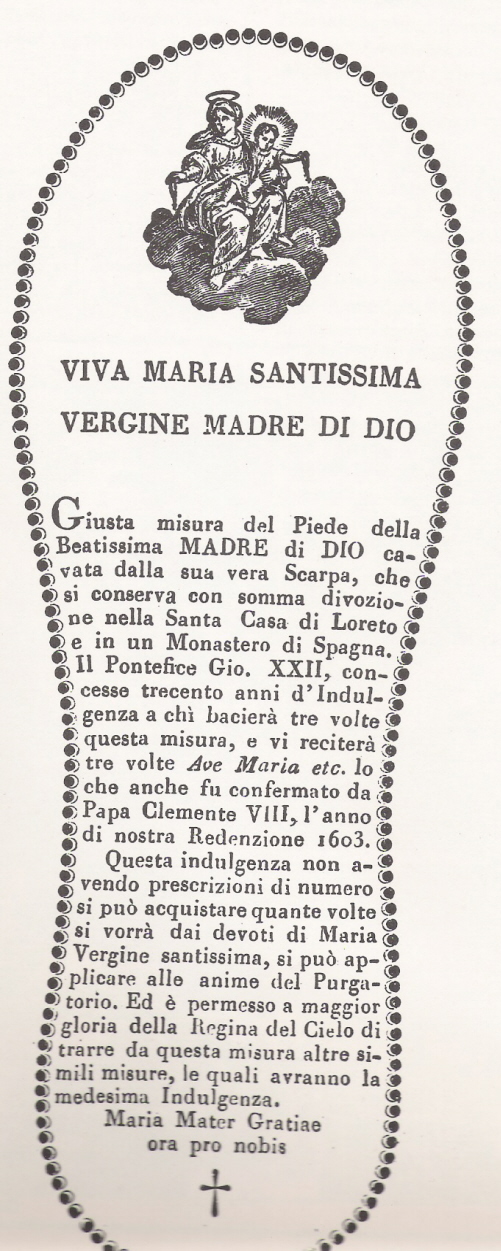 VIVA MARIA SANTISSIMA
VERGINE MADRE DI DIO
Giusta misura del Piede della
Beatissima MADRE di DIO ca-
vata dalla sua vera Scarpa, che
si conserva con somma divozio-
ne nella Santa Casa di Loreto
e in un Monastero di Spagna.
Il Pontefice Gio. XXII, con-
cesse trecento anni d'Indul-
genza a chì bacierà tre volte
questa misura, e vi reciterà
tre volte Ave Maria etc. lo
che anche fu confermato da
Papa Clemente VIII, l'anno
di nostra Redenzione 1603.
Questa indulgenza non a-
vendo prescrizioni di numero
si può acquistare quante volte
si vorrà dai devoti di Maria
Vergine santissima, si può ap-
plicare alle anime del Purga-
torio. Ed è permesso a maggior
gloria della Regina del Cielo di
trarre da questa misura altre si-
mili misure, le quali avranno la
medesima Indulgenza.
Maria Mater Gratiae
ora pro nobis